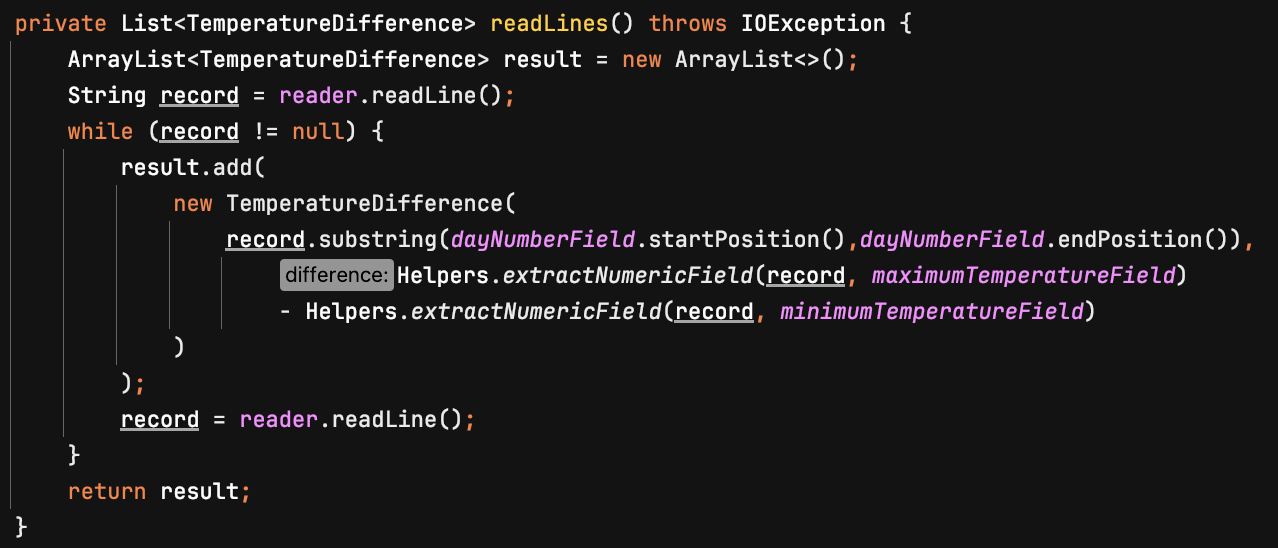 private List<TemperatureDifference> readLines() throws IOException {
    ArrayList<TemperatureDifference> result = new ArrayList<>();
    String record = reader.readLine();
    while (record != null) {
        result.add(
            new TemperatureDifference(
                record.substring(dayNumberField.startPosition(),dayNumberField.endPosition()),
                    difference: Helpers.extractNumericField(record, maximumTemperatureField)
                    - Helpers.extractNumericField(record, minimumTemperatureField)
            )
        );
        record = reader.readLine();
    }
    return result;
}